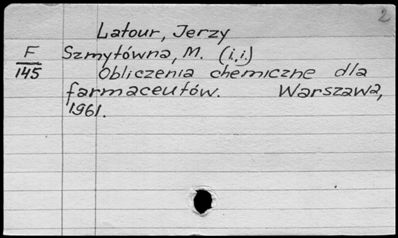 2
Latour, Jerzy
F Szmytówna, M. (i.i.)
145 Obliczenia chemiczne dla
farmaceutów. Warszawa,
1961.